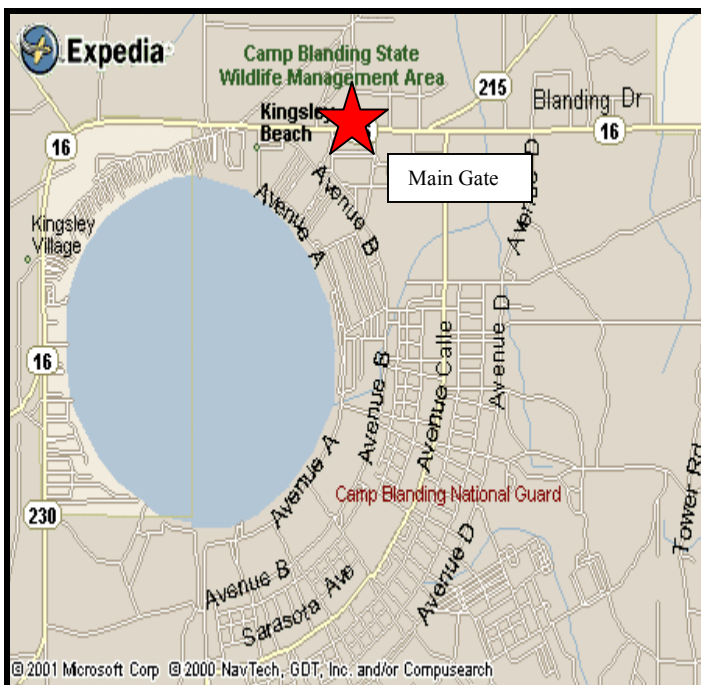 Expedia
Camp Blanding State
Wildlife Management Area
215
Blanding Dr
Kingsley
Beach
16
16
16
Main Gate
Avenue D
Avenue A
Avenue B
Kingsley
Village
16
Avenue B
Avenue Calle
Avenue D
Avenue A
Camp Blanding National Guard
230
Tower Rd
Avenue B
Sarasota Ave
Avenue D
© 2001 Microsoft Corp © 2000 NavTech, GDT, Inc. and/or Compusearch